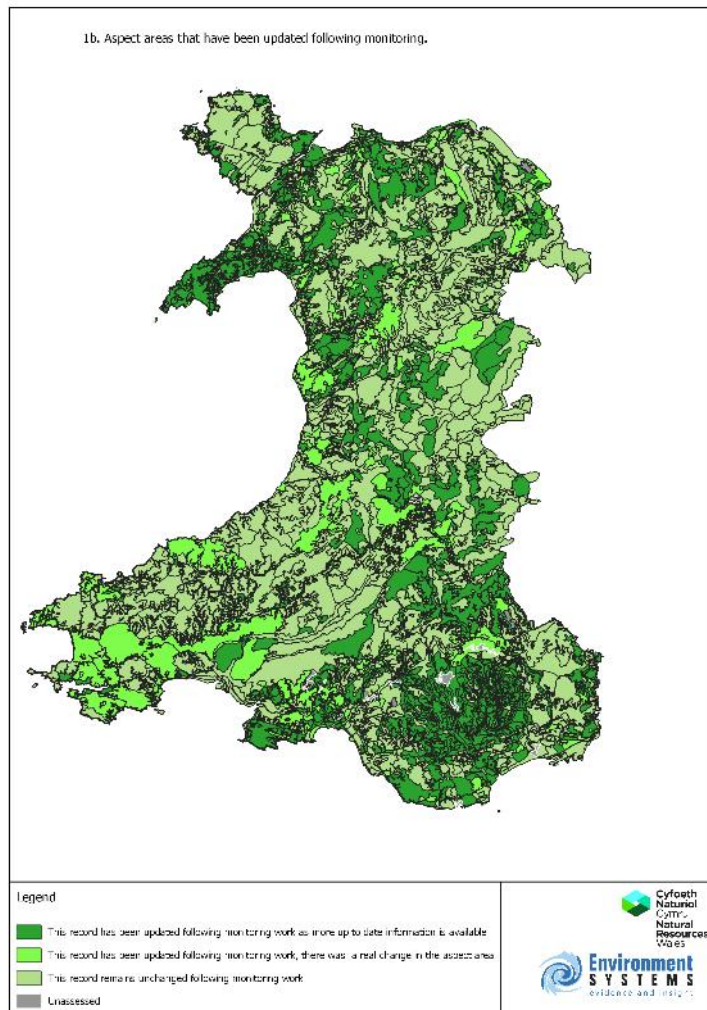 1b. Aspect areas that have been updated following monitoring.
Legend
This record has been updated following monitoring work as more up to date information is available
This record has been updated following monitoring work, there was a real change in the aspect area
This record remains unchanged following monitoring work
Unassessed
Cyfoeth
Naturiol
Cymru
Natural
Resources
Wales
Environment
SYSTEMS
evidence and insight